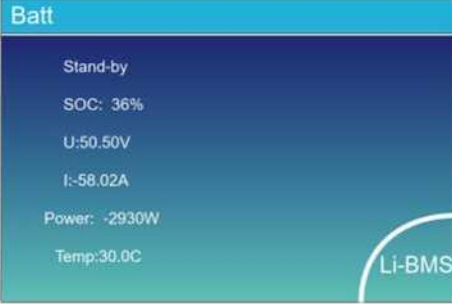 Batt
Stand-by
SOC: 36%
U:50.50V
I:-58.02A
Power: -2930W
Temp:30.0C
Li-BMS